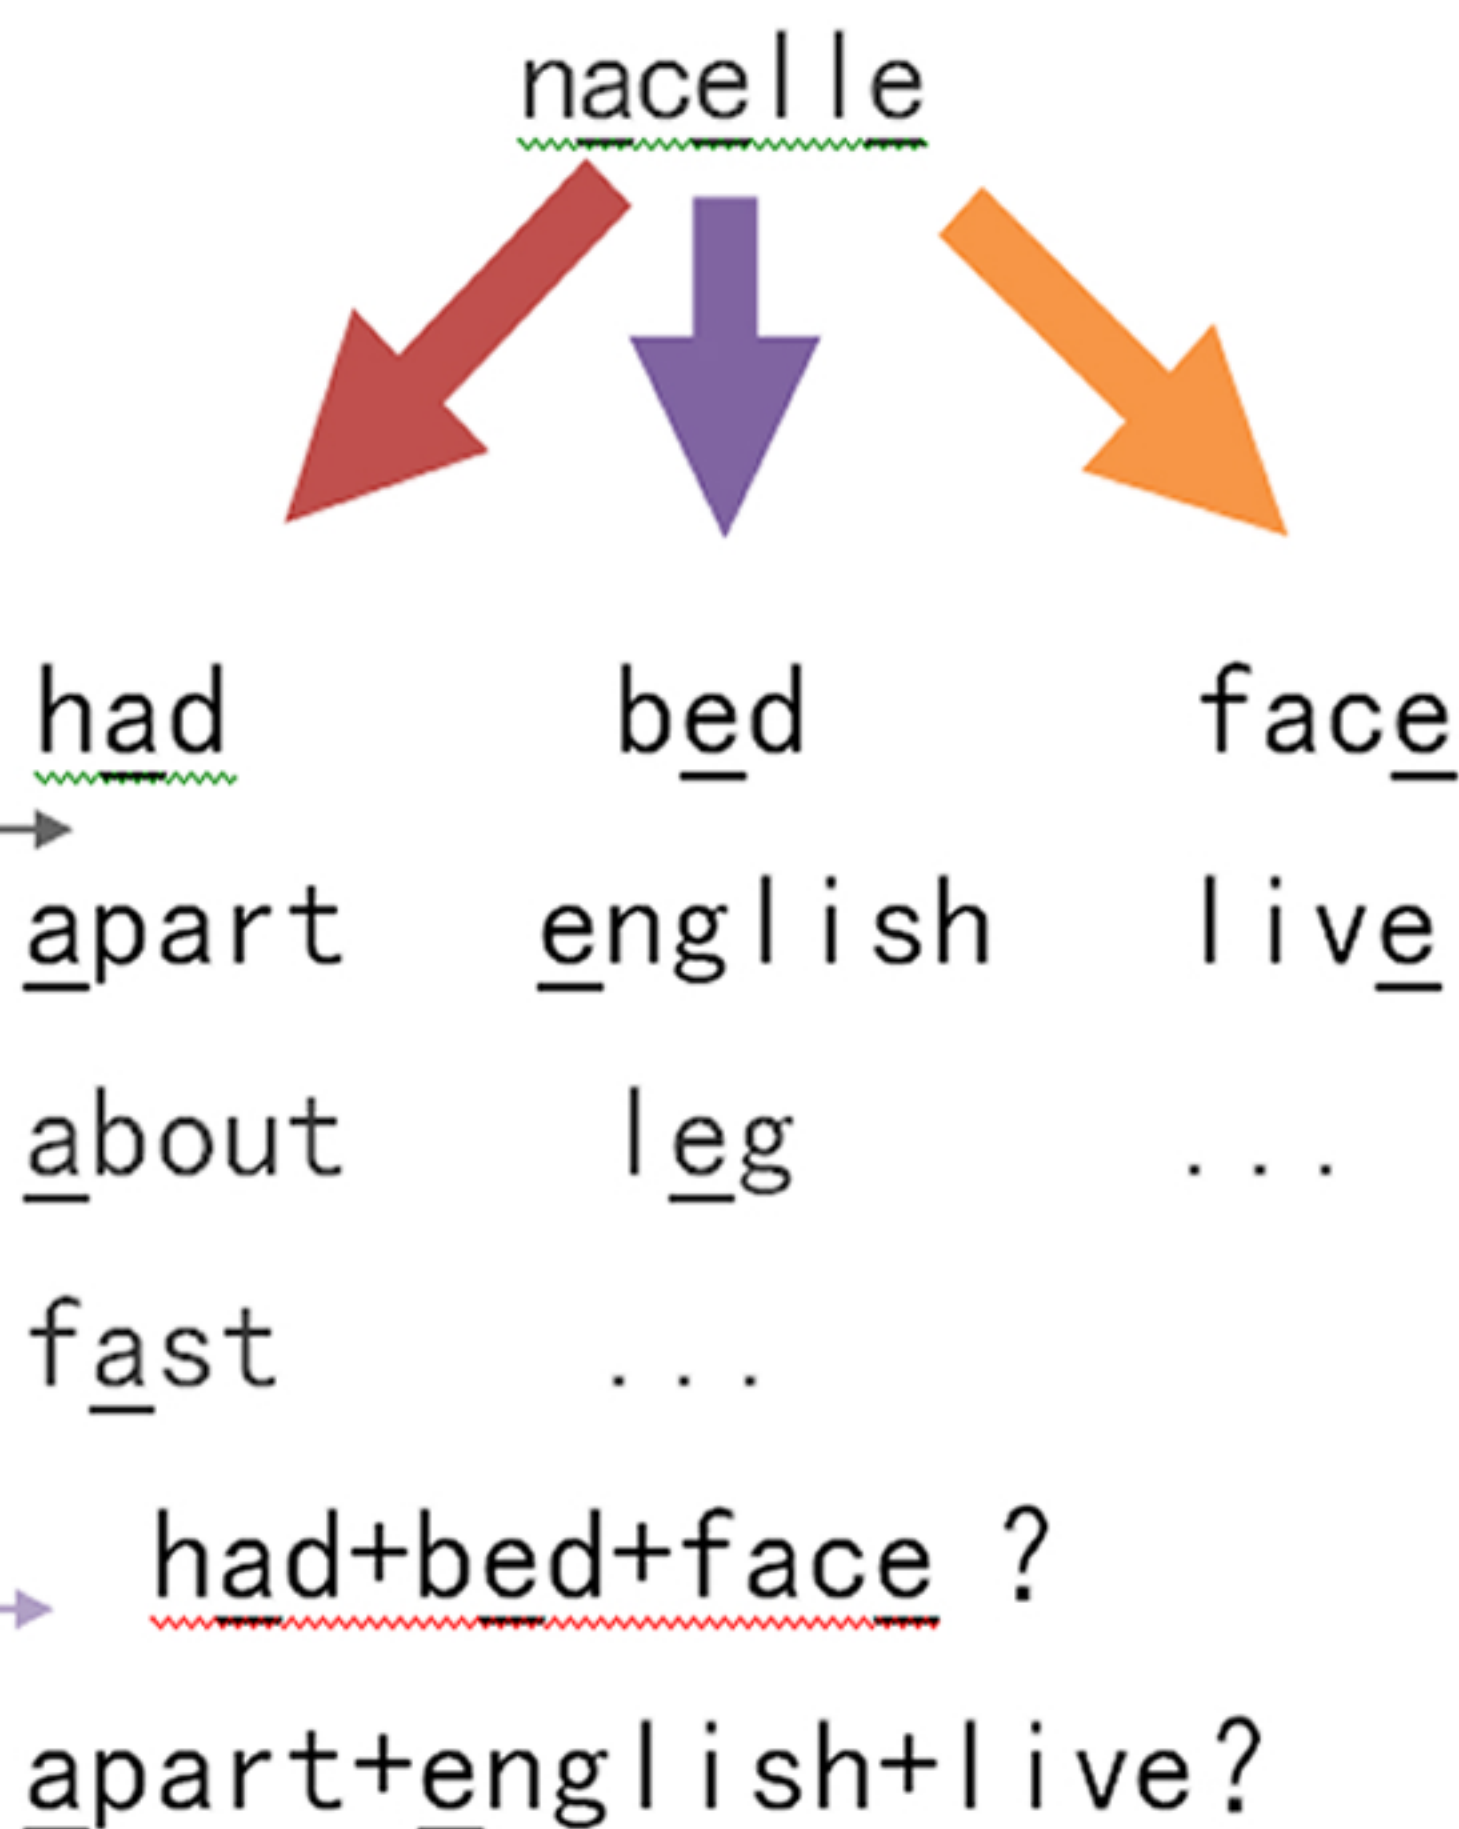 nacelle
had bed face
apart english live
about leg ...
fast ...
had+bed+face ?
apart+english+live?